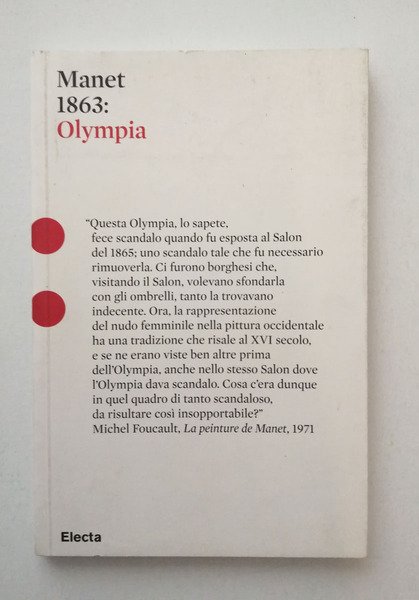 Manet
1863:
Olympia
“Questa Olympia, lo sapete,
fece scandalo quando fu esposta al Salon
del 1865; uno scandalo tale che fu necessario
rimuoverla. Ci furono borghesi che,
visitando il Salon, volevano sfondarla
con gli ombrelli, tanto la trovavano
indecente. Ora, la rappresentazione
del nudo femminile nella pittura occidentale
ha una tradizione che risale al XVI secolo,
e se ne erano viste ben altre prima
dell’Olympia, anche nello stesso Salon dove
l’Olympia dava scandalo. Cosa c’era dunque
in quel quadro di tanto scandaloso,
da risultare così insopportabile?”
Michel Foucault, La peinture de Manet, 1971
Electa